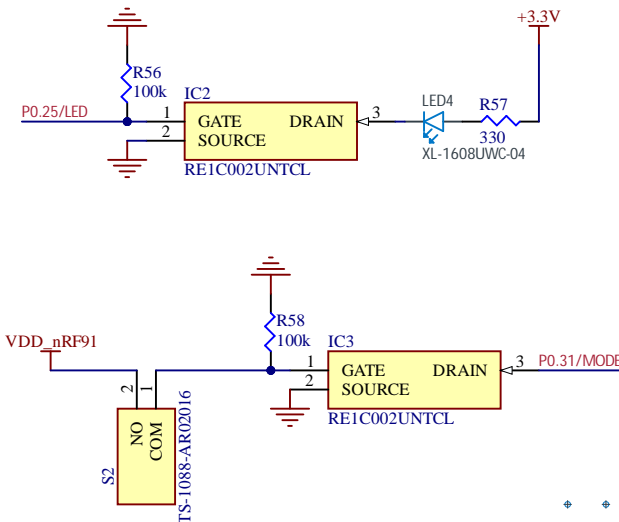 +3.3V
R56
100k
IC2
LED4
R57
P0.25/LED
1
GATE
DRAIN
3
2
SOURCE
330
RE1C002UNTCL
XL-1608UWC-04
R58
100k
VDD_nRF91
IC3
1
GATE
DRAIN
3
P0.31/MODE
2
SOURCE
RE1C002UNTCL
2
1
NO
COM
S2
TS-1088-AR02016